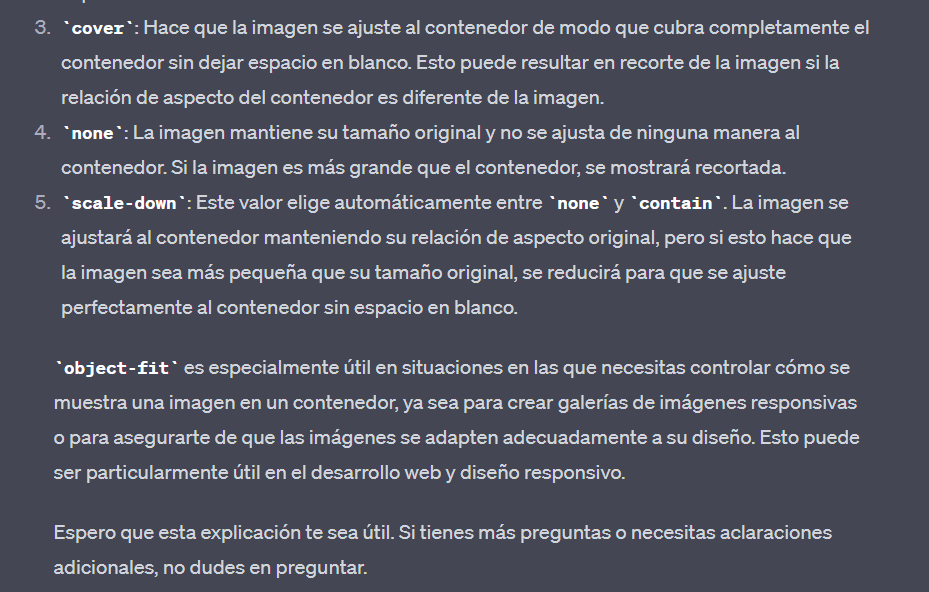 3. `cover`: Hace que la imagen se ajuste al contenedor de modo que cubra completamente el
contenedor sin dejar espacio en blanco. Esto puede resultar en recorte de la imagen si la
relación de aspecto del contenedor es diferente de la imagen.
4. `none`: La imagen mantiene su tamaño original y no se ajusta de ninguna manera al
contenedor. Si la imagen es más grande que el contenedor, se mostrará recortada.
5. `scale-down`: Este valor elige automáticamente entre `none` y `contain`. La imagen se
ajustará al contenedor manteniendo su relación de aspecto original, pero si esto hace que
la imagen sea más pequeña que su tamaño original, se reducirá para que se ajuste
perfectamente al contenedor sin espacio en blanco.
`object-fit` es especialmente útil en situaciones en las que necesitas controlar cómo se
muestra una imagen en un contenedor, ya sea para crear galerías de imágenes responsivas
o para asegurarte de que las imágenes se adapten adecuadamente a su diseño. Esto puede
ser particularmente útil en el desarrollo web y diseño responsivo.
Espero que esta explicación te sea útil. Si tienes más preguntas o necesitas aclaraciones
adicionales, no dudes en preguntar.